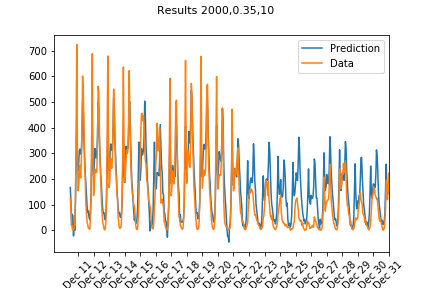 Results 2000,0.35,10
Prediction
Data
700
600
500
400
300
200
100
0
Dec 11
Dec 12
Dec 13
Dec 14
Dec 15
Dec 16
Dec 17
Dec 18
Dec 19
Dec 20
Dec 21
Dec 22
Dec 23
Dec 24
Dec 25
Dec 26
Dec 27
Dec 28
Dec 29
Dec 30
Dec 31